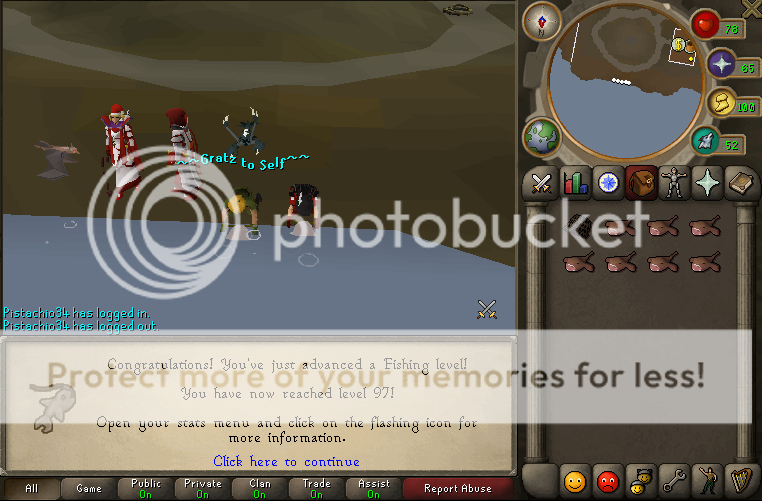 N
78
65
100
52
~~Gratz to Self~~
photobucket
Pistachio34 has logged in.
Pistachio34 has logged out.
Protect more of your memories for less!
Congratulations! You've just advanced a Fishing level!
You have now reached level 97!
Open your stats menu and click on the flashing icon for
more information.
Click here to continue
All
Game
Public
On
Private
On
Clan
On
Trade
On
Assist
On
Report Abuse